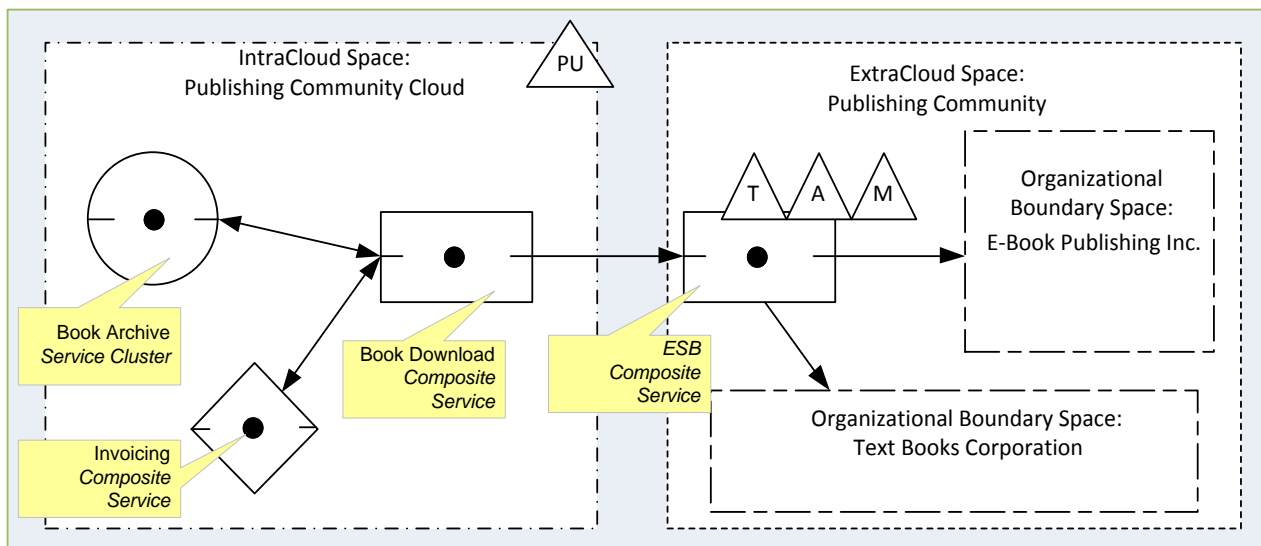 IntraCloud Space:
Publishing Community Cloud
PU
ExtraCloud Space:
Publishing Community
T
A
M
Organizational
Boundary Space:
E-Book Publishing Inc.
Book Archive
Service Cluster
Book Download
Composite
Service
ESB
Composite
Service
Invoicing
Composite
Service
Organizational Boundary Space:
Text Books Corporation